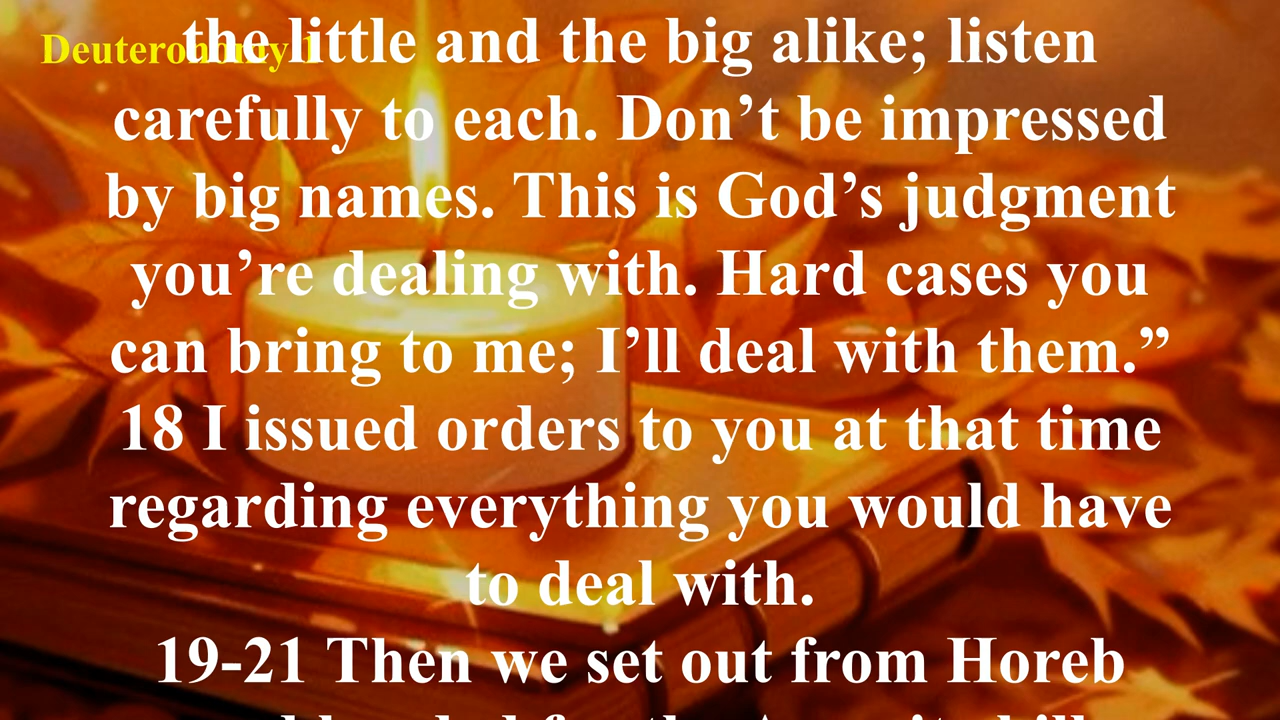 Deuteronomy 1
the little and the big alike; listen
carefully to each. Don’t be impressed
by big names. This is God’s judgment
you’re dealing with. Hard cases you
can bring to me; I’ll deal with them.”
18 I issued orders to you at that time
regarding everything you would have
to deal with.
19-21 Then we set out from Horeb